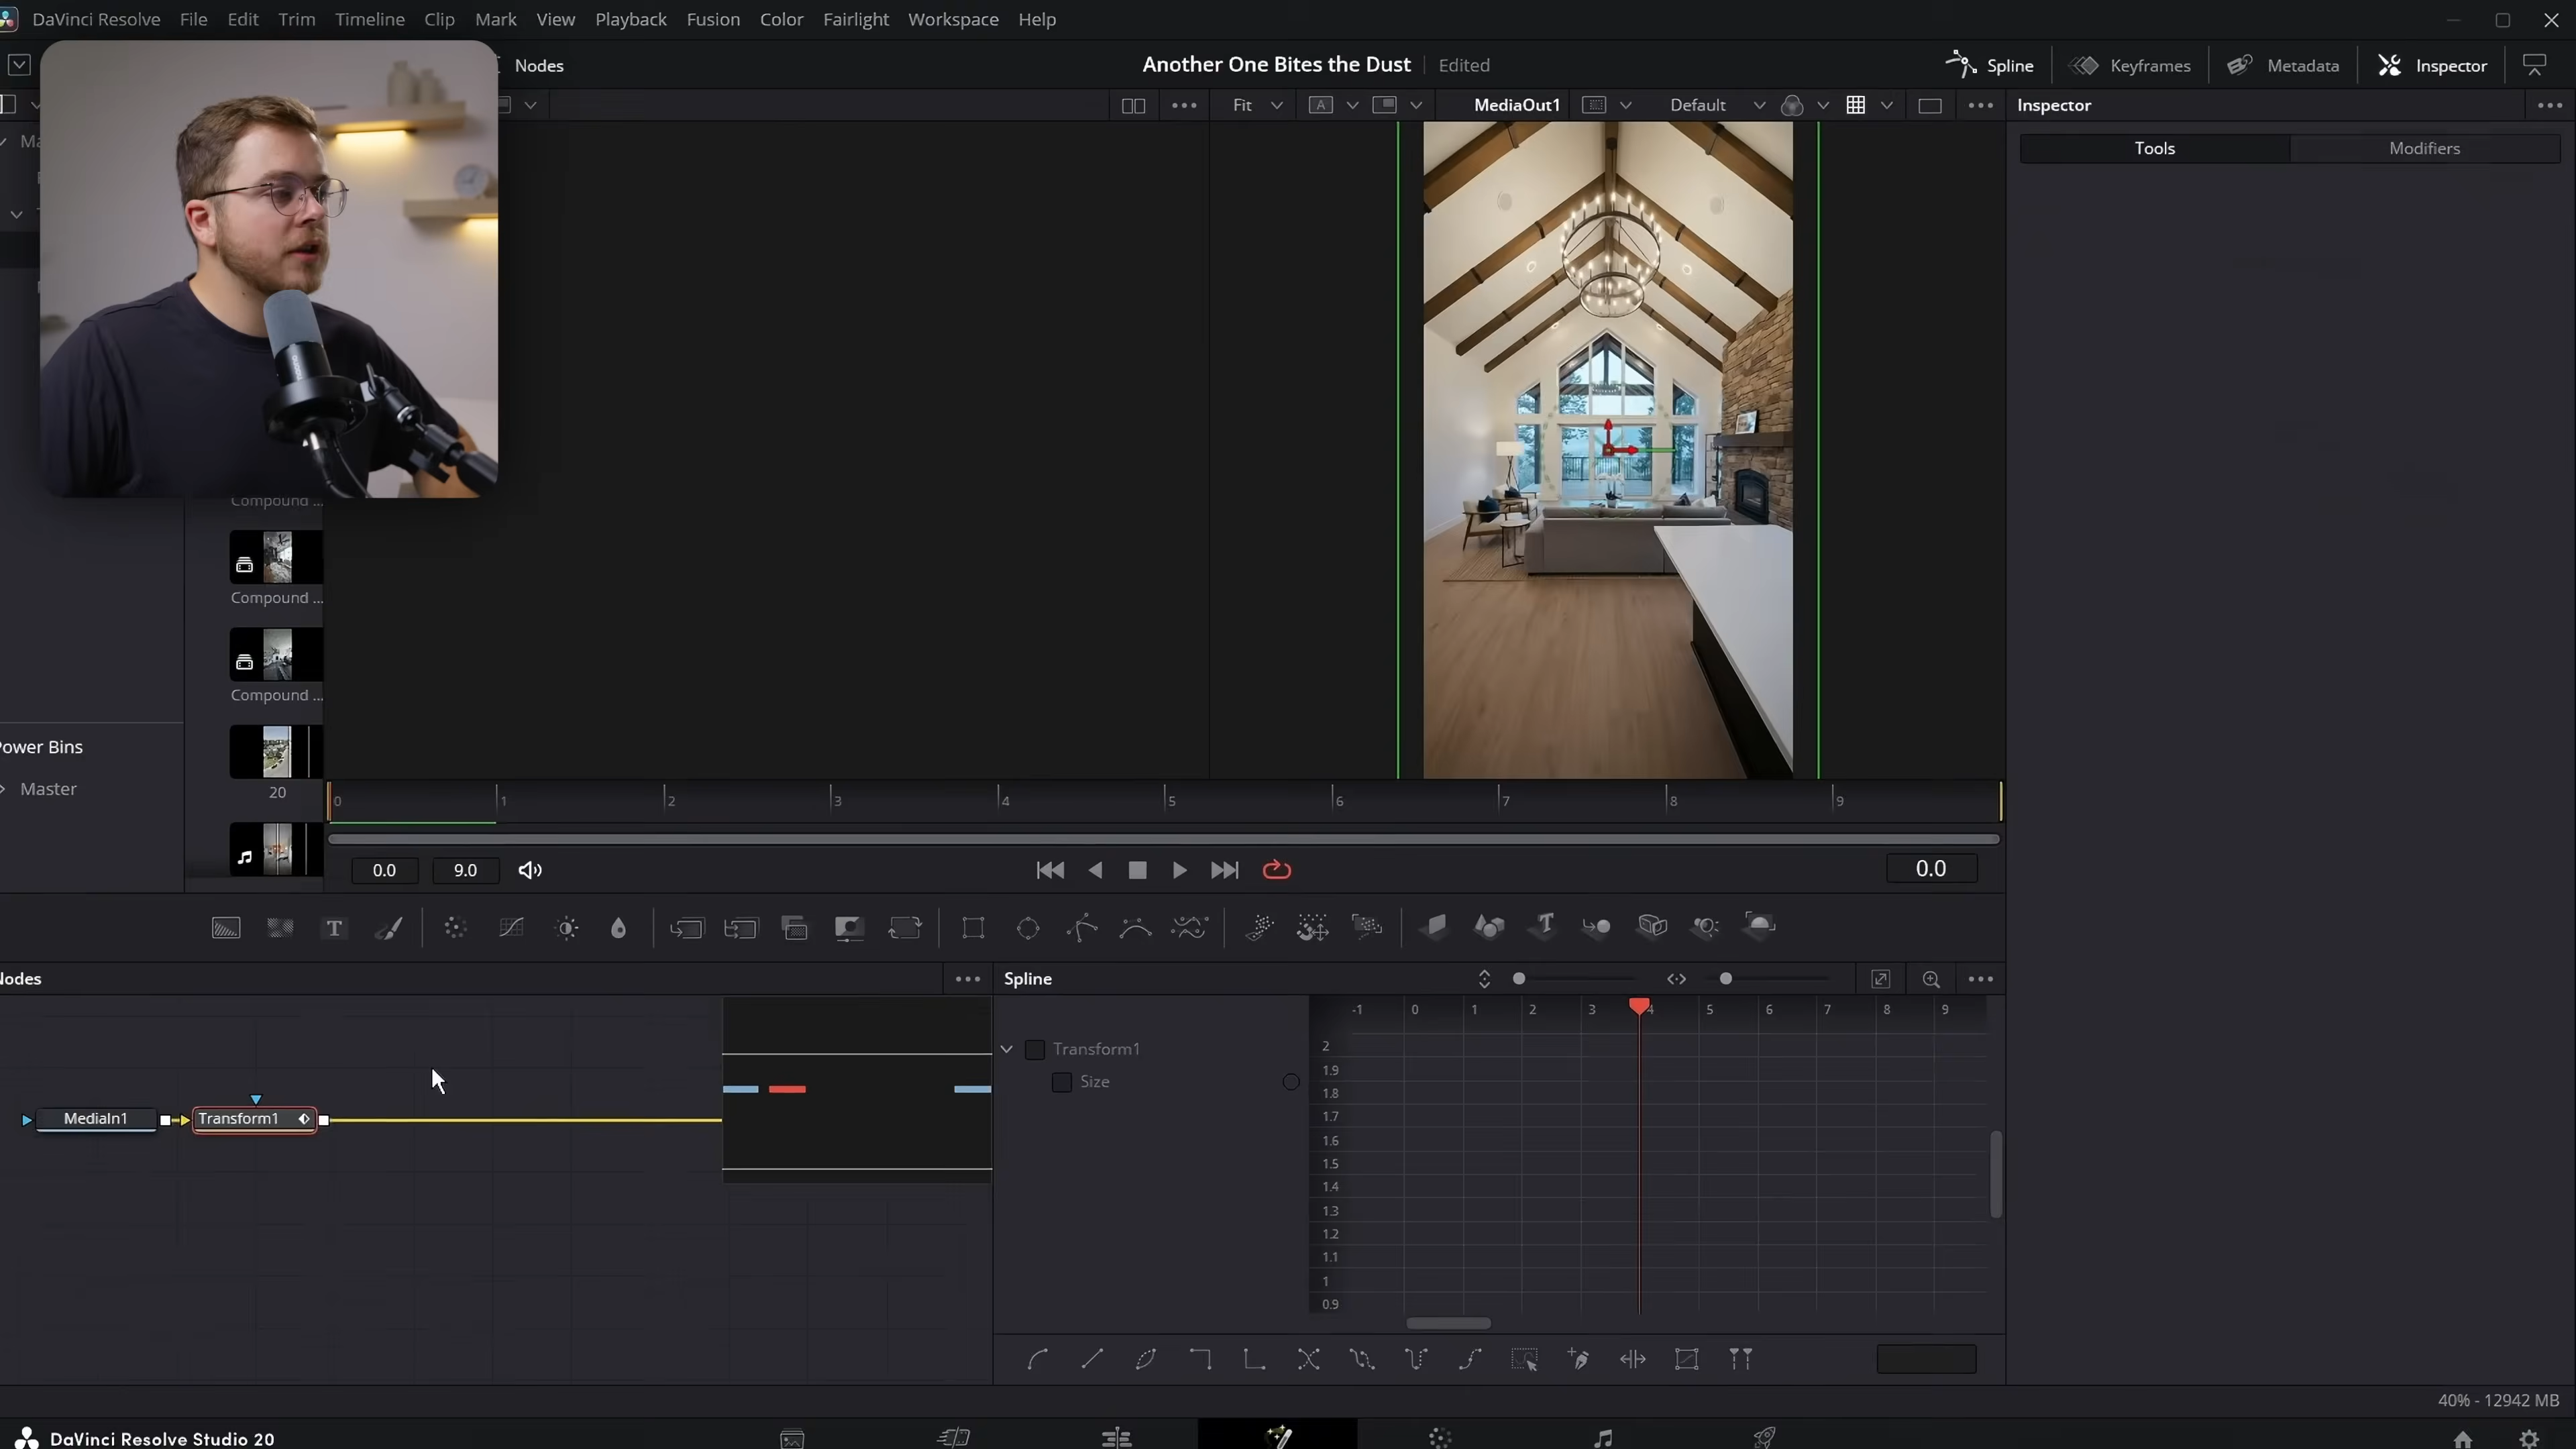 DaVinci Resolve File Edit Trim Timeline Clip Mark View Playback Fusion Color Fairlight Workspace Help
Nodes
Another One Bites the Dust Edited
Spline Keyframes Metadata Inspector
Fit
MediaOut1
Default
Inspector
Tools Modifiers
Compound ...
Compound ...
Compound ...
20
Power Bins
Master
0 1 2 3 4 5 6 7 8 9
0.0 9.0
0.0
Nodes
MediaIn1 Transform1
Spline
-1 0 1 2 3 4 5 6 7 8 9
Transform1
Size
2
1.9
1.8
1.7
1.6
1.5
1.4
1.3
1.2
1.1
1
0.9
40% - 12942 MB
DaVinci Resolve Studio 20